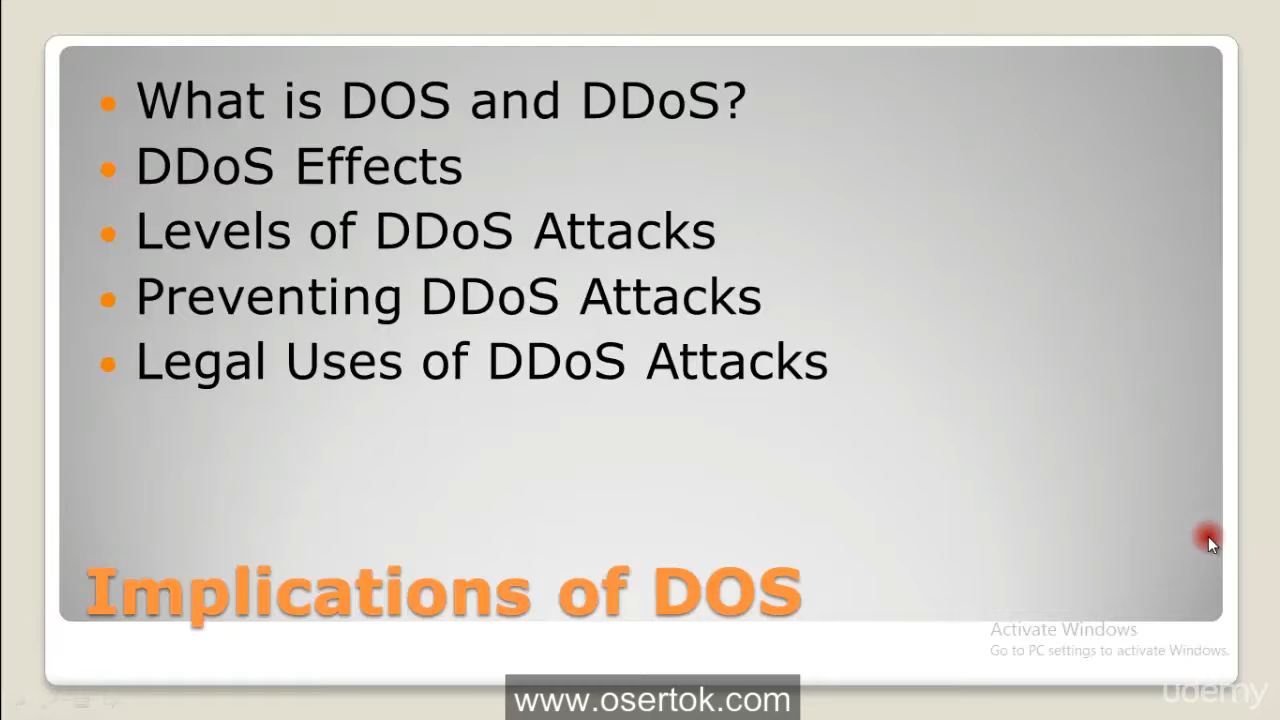 What is DOS and DDoS?
DDoS Effects
Levels of DDoS Attacks
Preventing DDoS Attacks
Legal Uses of DDoS Attacks
Implications of DOS
Activate Windows
Go to PC settings to activate Windows.
udemy
www.osertok.com